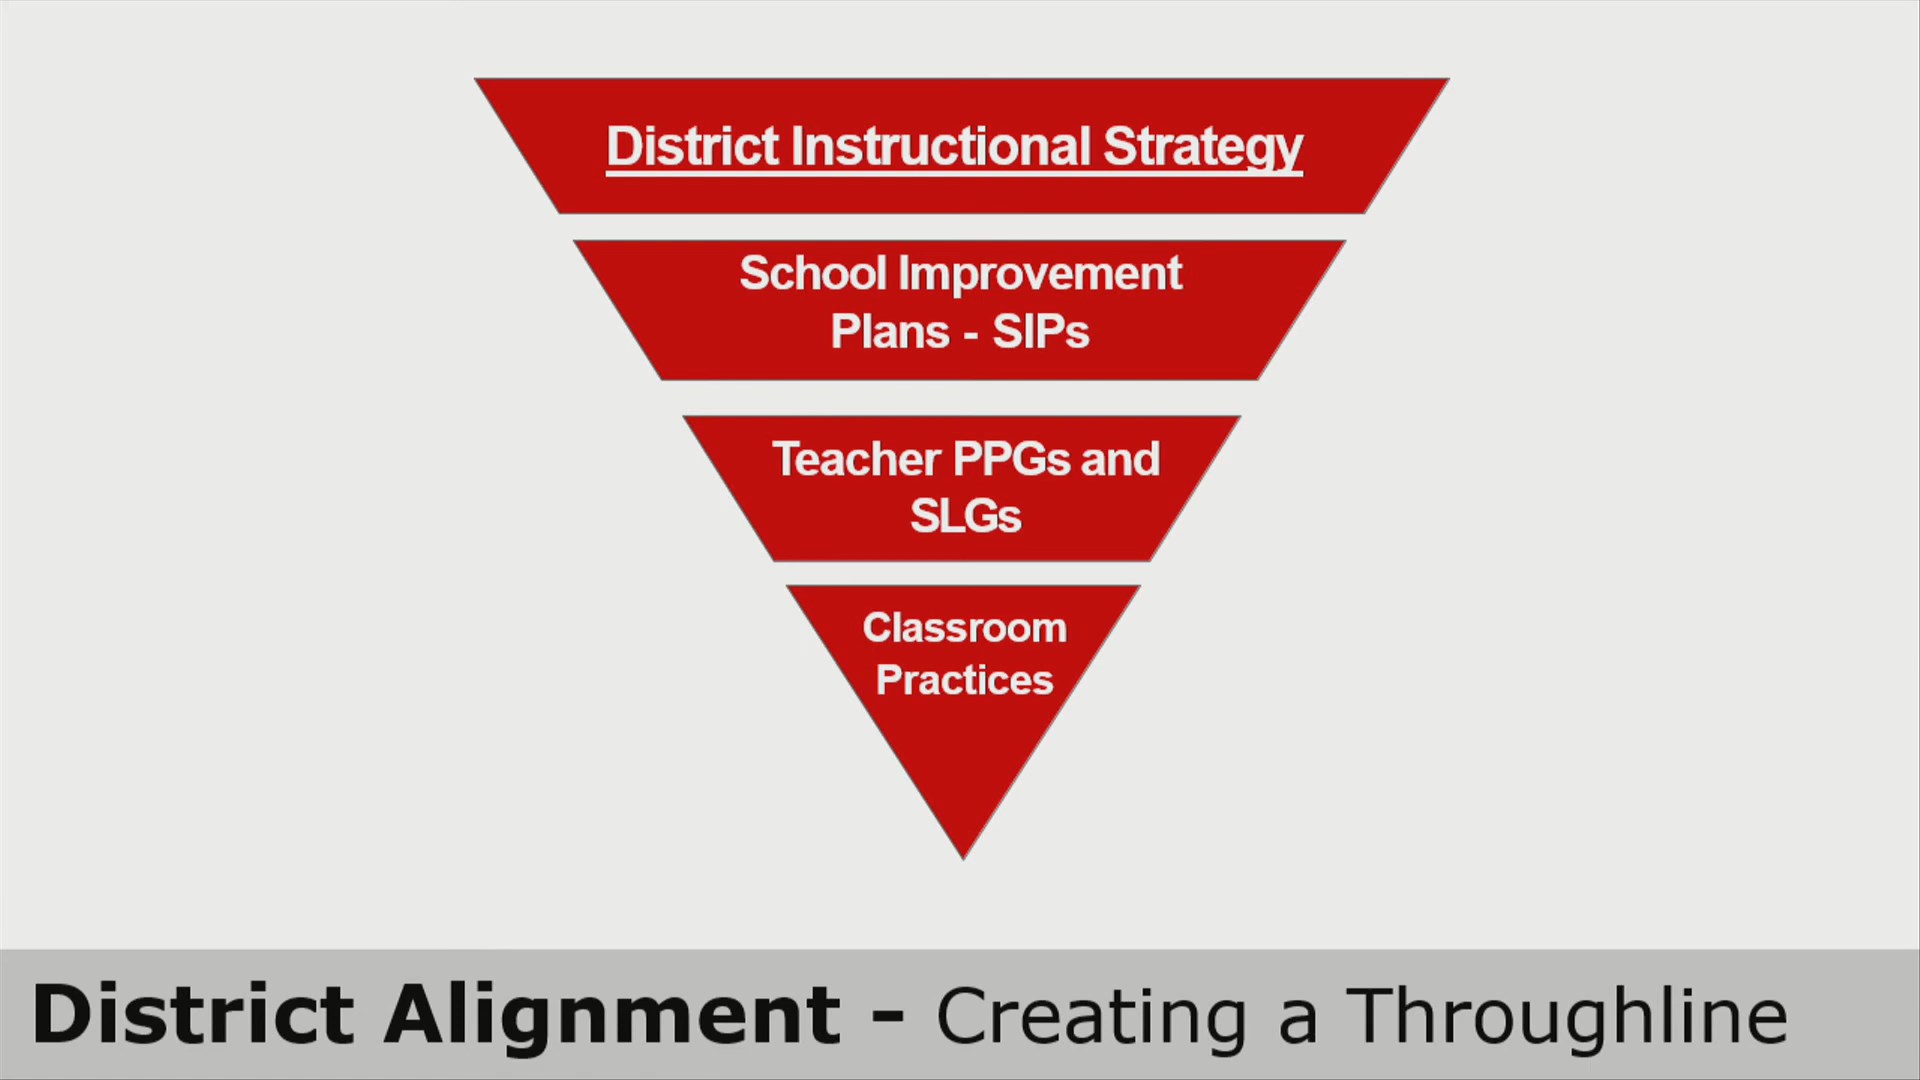 District Instructional Strategy
School Improvement
Plans - SIPs
Teacher PPGs and
SLGs
Classroom
Practices
District Alignment - Creating a Throughline